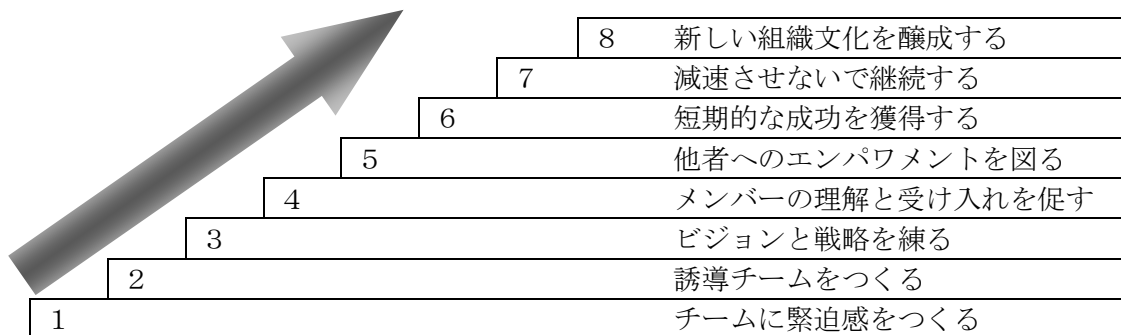 8 新しい組織文化を醸成する
7 減速させないで継続する
6 短期的な成功を獲得する
5 他者へのエンパワメントを図る
4 メンバーの理解と受け入れを促す
3 ビジョンと戦略を練る
2 誘導チームをつくる
1 チームに緊迫感をつくる